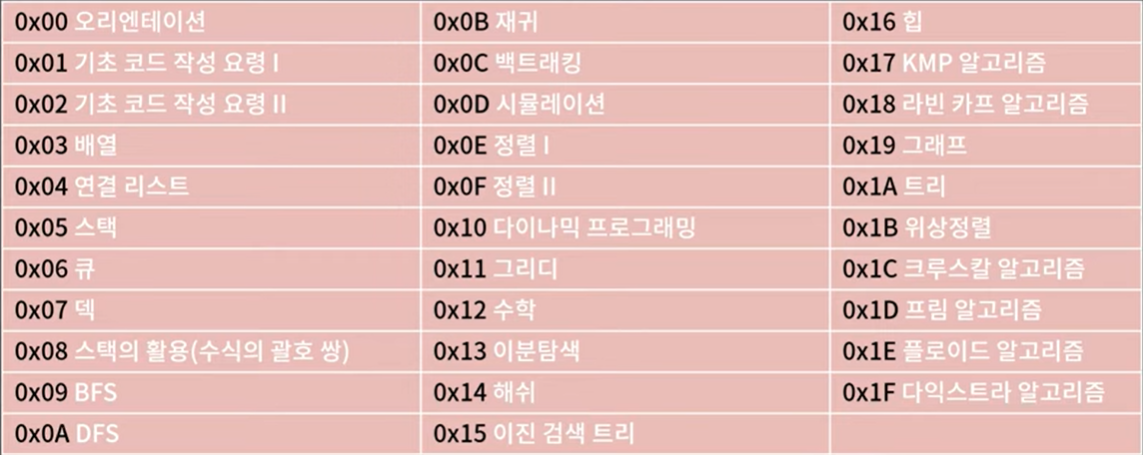 0x00 오리엔테이션
0x01 기초 코드 작성 요령 I
0x02 기초 코드 작성 요령 II
0x03 배열
0x04 연결 리스트
0x05 스택
0x06 큐
0x07 덱
0x08 스택의 활용(수식의 괄호 쌍)
0x09 BFS
0x0A DFS
0x0B 재귀
0x0C 백트래킹
0x0D 시뮬레이션
0x0E 정렬 I
0x0F 정렬 II
0x10 다이나믹 프로그래밍
0x11 그리디
0x12 수학
0x13 이분탐색
0x14 해쉬
0x15 이진 검색 트리
0x16 힙
0x17 KMP 알고리즘
0x18 라빈 카프 알고리즘
0x19 그래프
0x1A 트리
0x1B 위상정렬
0x1C 크루스칼 알고리즘
0x1D 프림 알고리즘
0x1E 플로이드 알고리즘
0x1F 다익스트라 알고리즘